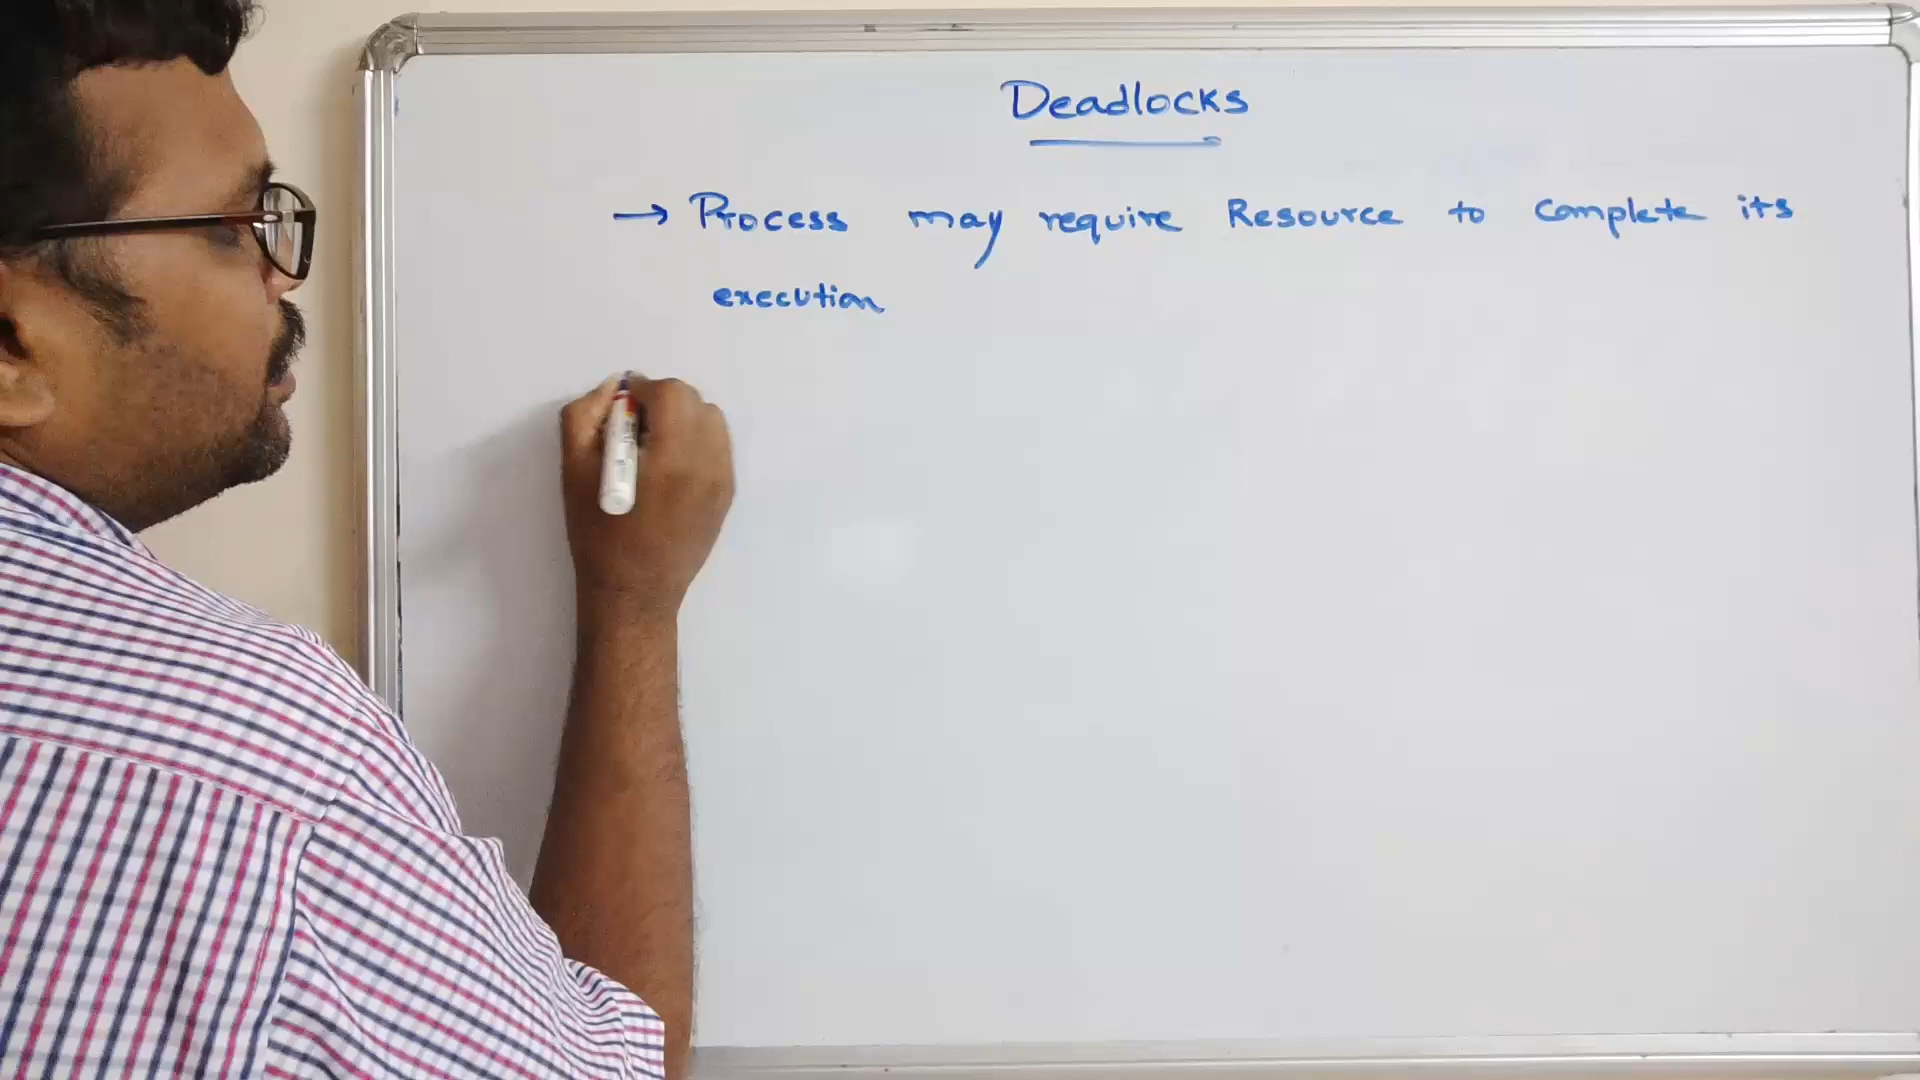 Deadlocks
→ Process may require Resource to complete its
execution